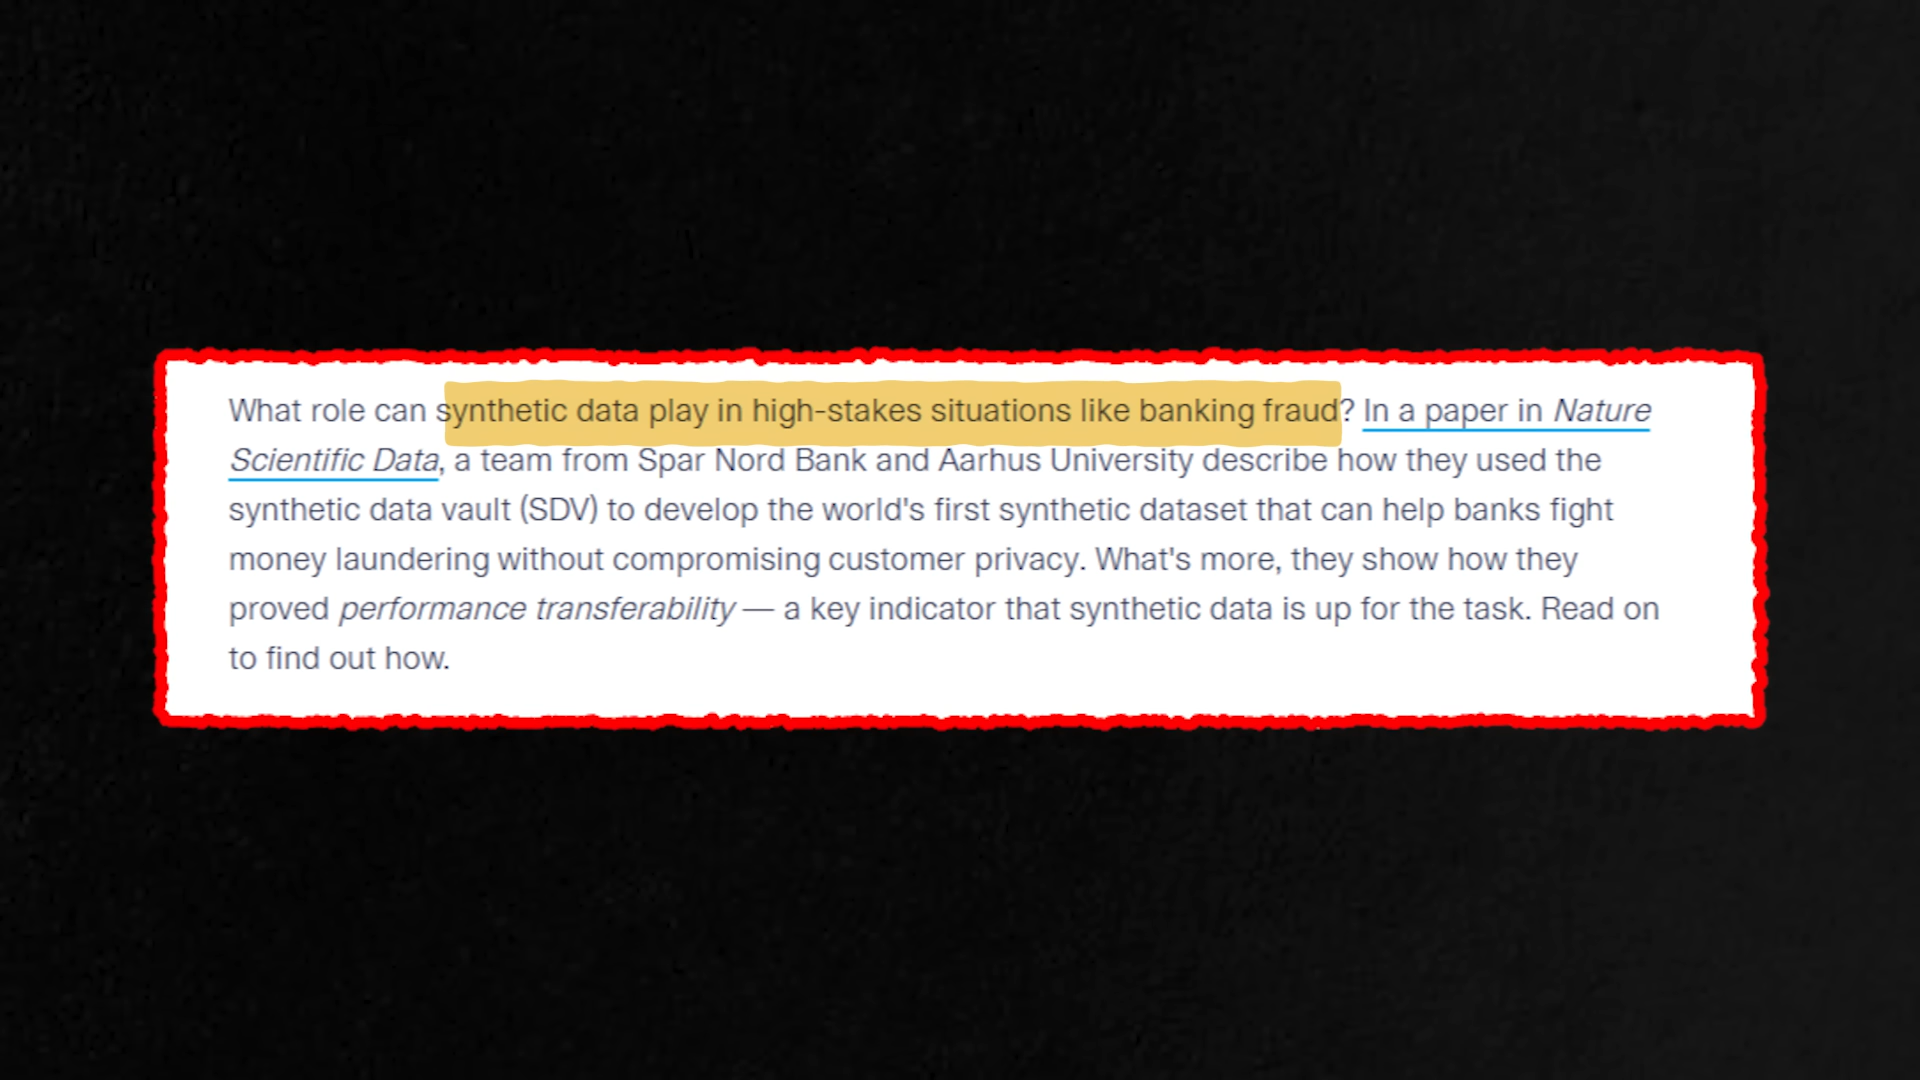 What role can synthetic data play in high-stakes situations like banking fraud? In a paper in Nature
Scientific Data, a team from Spar Nord Bank and Aarhus University describe how they used the
synthetic data vault (SDV) to develop the world's first synthetic dataset that can help banks fight
money laundering without compromising customer privacy. What's more, they show how they
proved performance transferability — a key indicator that synthetic data is up for the task. Read on
to find out how.